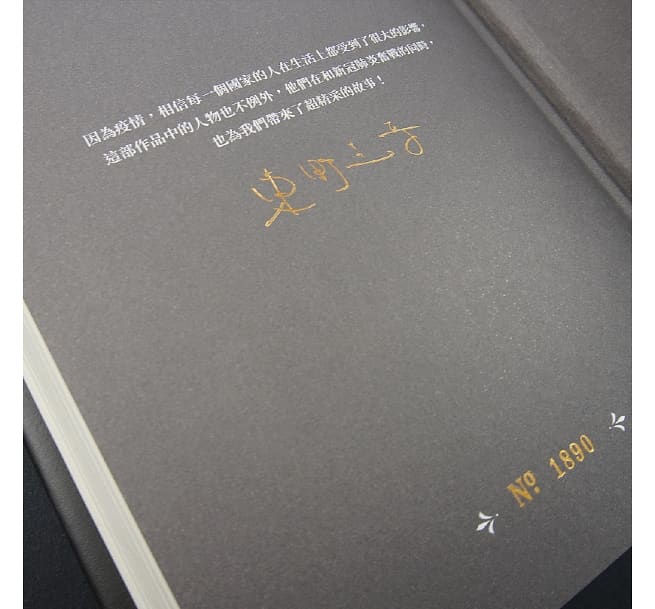 因為疫情，相信每一個國家的人在生活上都受到了很大的影響，
這部作品中的人物也不例外，他們在和新冠肺炎奮戰的同時，
也為我們帶來了超精采的故事！
東野圭吾
Nº 1890